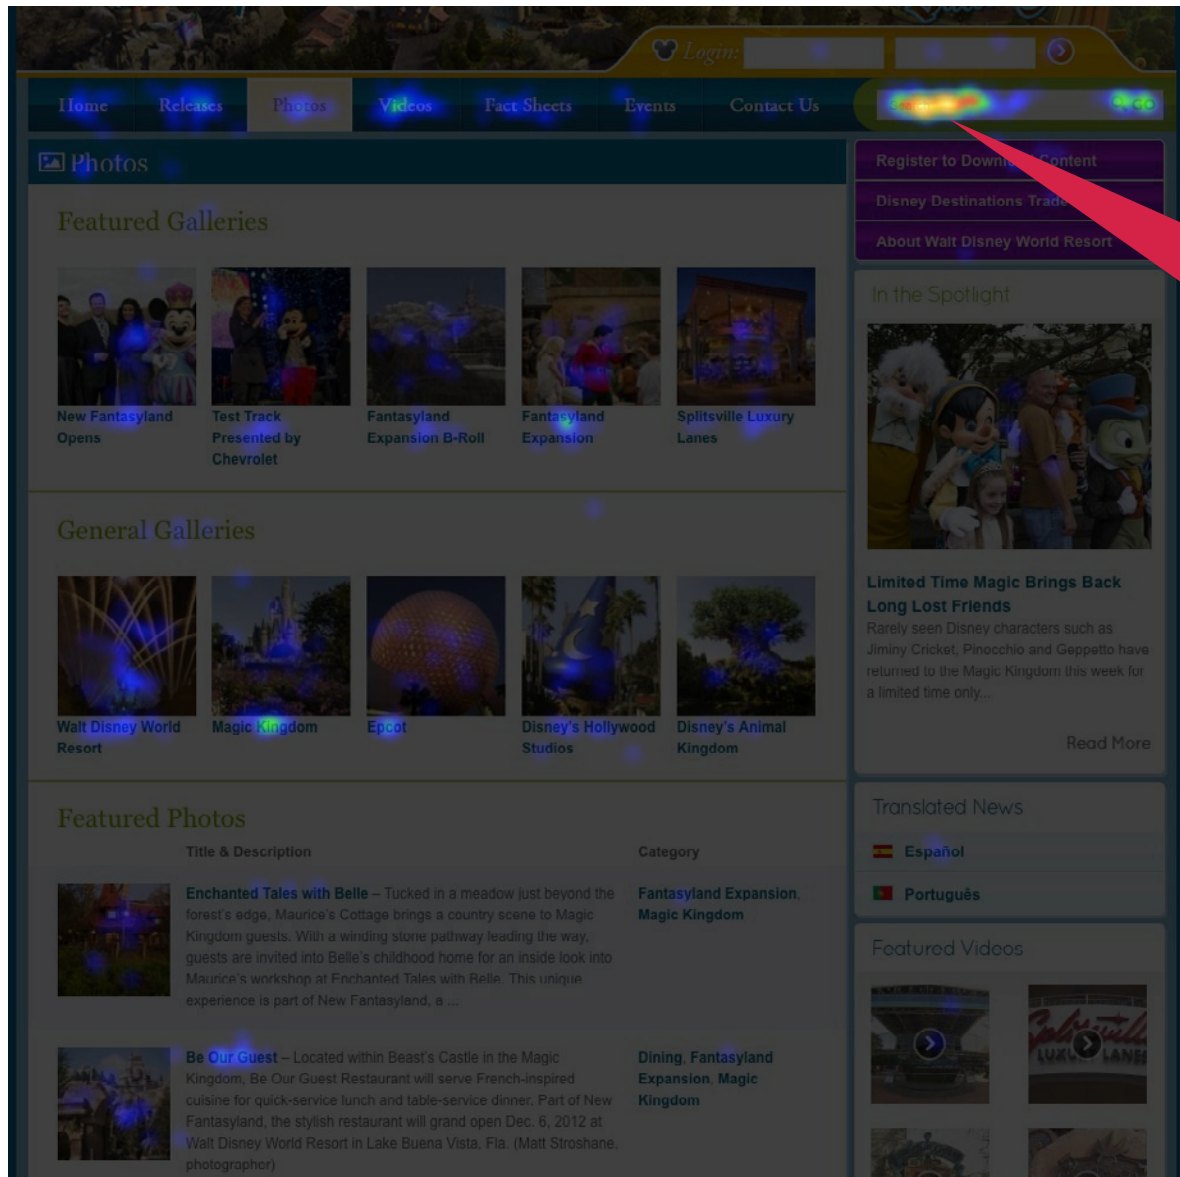 Login:
Home Releases Photos Videos Fact Sheets Events Contact Us
Search
GO
Photos
Featured Galleries
New Fantasyland
Opens
Test Track
Presented by
Chevrolet
Fantasyland
Expansion B-Roll
Fantasyland
Expansion
Splitsville Luxury
Lanes
General Galleries
Walt Disney World
Resort
Magic Kingdom
Epcot
Disney's Hollywood
Studios
Disney's Animal
Kingdom
Featured Photos
Title & Description Category
Enchanted Tales with Belle – Tucked in a meadow just beyond the
forest's edge, Maurice's Cottage brings a country scene to Magic
Kingdom guests. With a winding stone pathway leading the way,
guests are invited into Belle's childhood home for an inside look into
Maurice's workshop at Enchanted Tales with Belle. This unique
experience is part of New Fantasyland, a ...
Fantasyland Expansion,
Magic Kingdom
Be Our Guest – Located within Beast's Castle in the Magic
Kingdom, Be Our Guest Restaurant will serve French-inspired
cuisine for quick-service lunch and table-service dinner. Part of New
Fantasyland, the stylish restaurant will grand open Dec. 6, 2012 at
Walt Disney World Resort in Lake Buena Vista, Fla. (Matt Stroshane,
photographer)
Dining, Fantasyland
Expansion, Magic
Kingdom
Register to Download Content
Disney Destinations Trade
About Walt Disney World Resort
In the Spotlight
Limited Time Magic Brings Back
Long Lost Friends
Rarely seen Disney characters such as
Jiminy Cricket, Pinocchio and Geppetto have
returned to the Magic Kingdom this week for
a limited time only...
Read More
Translated News
Español
Português
Featured Videos
Splitsville
LUXURY LANES